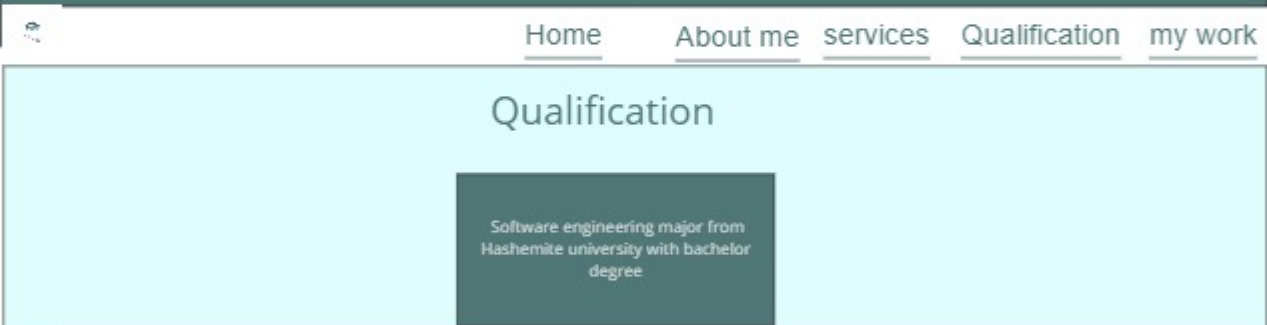 Home About me services Qualification my work
Qualification
Software engineering major from
Hashemite university with bachelor
degree